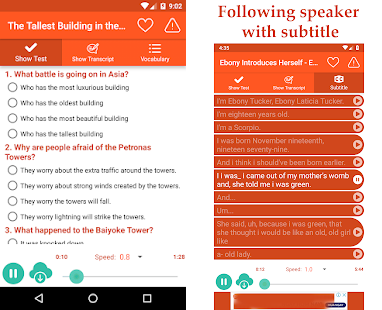 9:02
The Tallest Building in the...
Show Test
Show Transcript
Vocabulary
1. What battle is going on in Asia?
Who has the most luxurious building
Who has the oldest building
Who has the most beautiful building
Who has the tallest building
2. Why are people afraid of the Petronas Towers?
They worry about the extra traffic around the towers.
They worry about strong winds created by the towers.
They worry the towers will fall.
They worry lightning will strike the towers.
3. What happened to the Baiyoke Tower?
It was knocked down
0:10
Speed: 0.8
1:28
Following speaker
with subtitle
4:35
Ebony Introduces Herself - E...
Show Test
Show Transcript
Subtitle
I'm Ebony Tucker, Ebony Laticia Tucker.
I'm eighteen years old.
I'm a Scorpio.
I was born November nineteenth,
nineteen seventy-nine.
And i think i should've been born earlier.
I I was_ I came out of my mother's womb
and, she told me I was green.
And...
Um...
She said, uh, because i was green, that
she thought i would be like an old, old girl
like
a- old lady.
0:13
Speed: 1.0
5:44